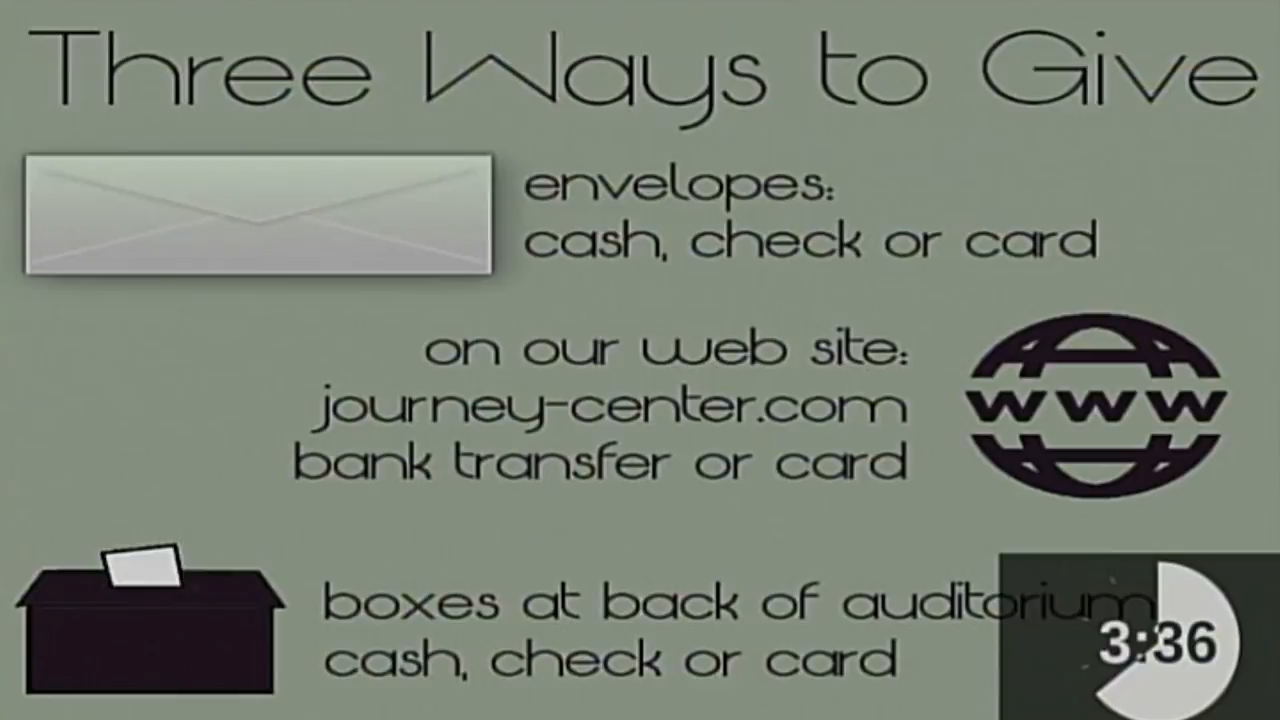 Three Ways to Give
envelopes:
cash, check or card
on our web site:
journey-center.com
bank transfer or card
www
boxes at back of auditorium
cash, check or card
3:36